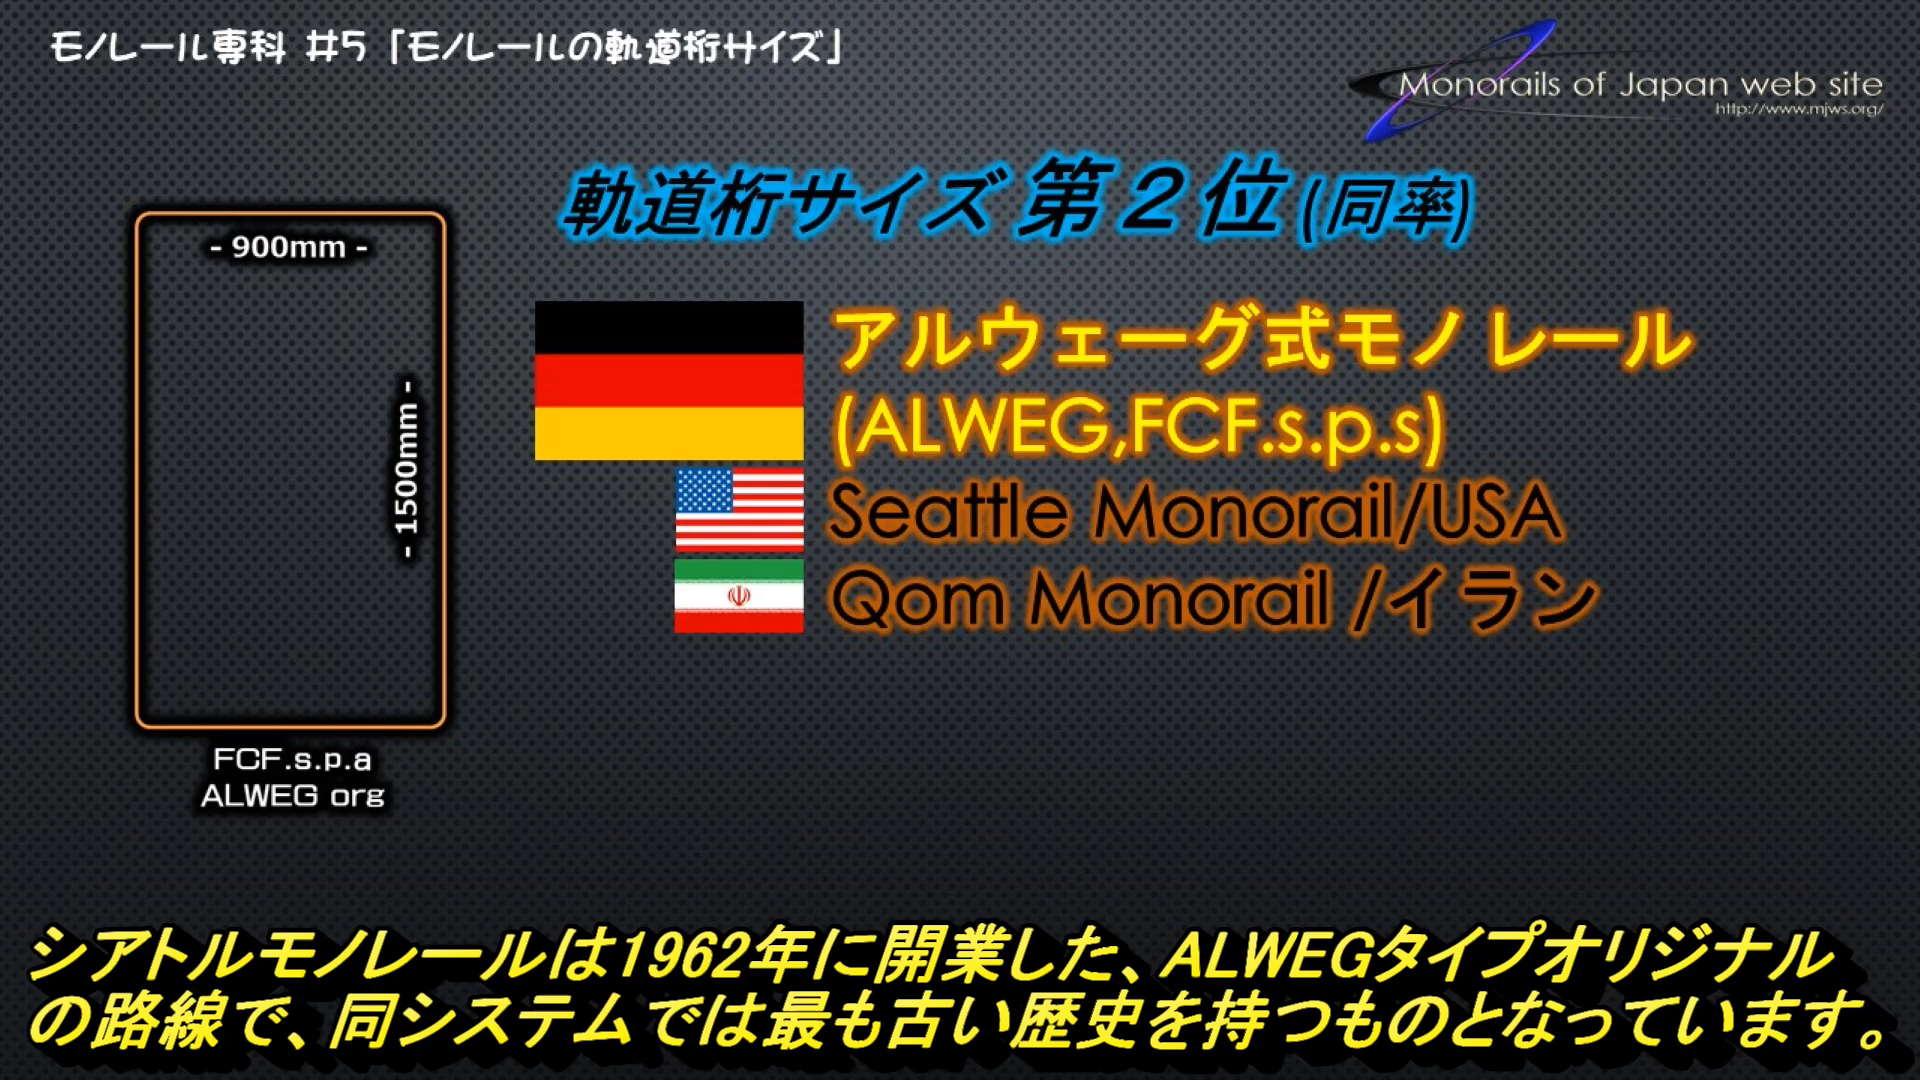 モノレール専科 #5「モノレールの軌道桁サイズ」
Monorails of Japan web site
http://www.mjws.org/
軌道桁サイズ 第２位 (同率)
- 900mm -
- 1500mm -
FCF.s.p.a
ALWEG org
アルウェーグ式モノレール
(ALWEG,FCF.s.p.s)
Seattle Monorail/USA
Qom Monorail /イラン
シアトルモノレールは1962年に開業した、ALWEGタイプオリジナル
の路線で、同システムでは最も古い歴史を持つものとなっています。